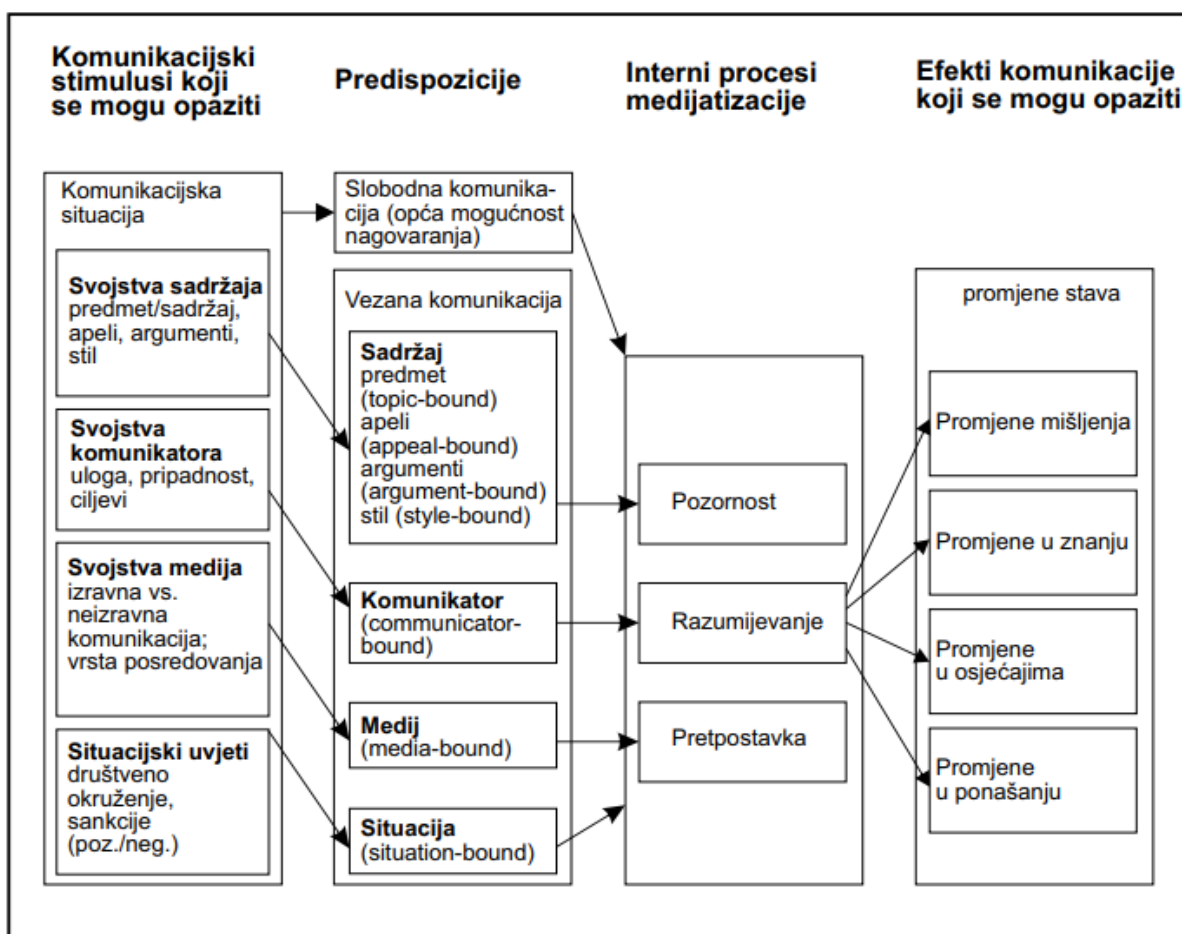 Komunikacijski
stimulusi koji
se mogu opaziti
Predispozicije
Interni procesi
medijatizacije
Efekti komunikacije
koji se mogu opaziti
Komunikacijska
situacija
Svojstva sadržaja
predmet/sadržaj,
apeli, argumenti,
stil
Svojstva
komunikatora
uloga, pripadnost,
ciljevi
Svojstva medija
izravna vs.
neizravna
komunikacija;
vrsta posredovanja
Situacijski uvjeti
društveno
okruženje,
sankcije
(poz./neg.)
Slobodna komunika-
cija (opća mogućnost
nagovaranja)
Vezana komunikacija
Sadržaj
predmet
(topic-bound)
apeli
(appeal-bound)
argumenti
(argument-bound)
stil (style-bound)
Komunikator
(communicator-
bound)
Medij
(media-bound)
Situacija
(situation-bound)
Pozornost
Razumijevanje
Pretpostavka
promjene stava
Promjene mišljenja
Promjene u znanju
Promjene
u osjećajima
Promjene
u ponašanju